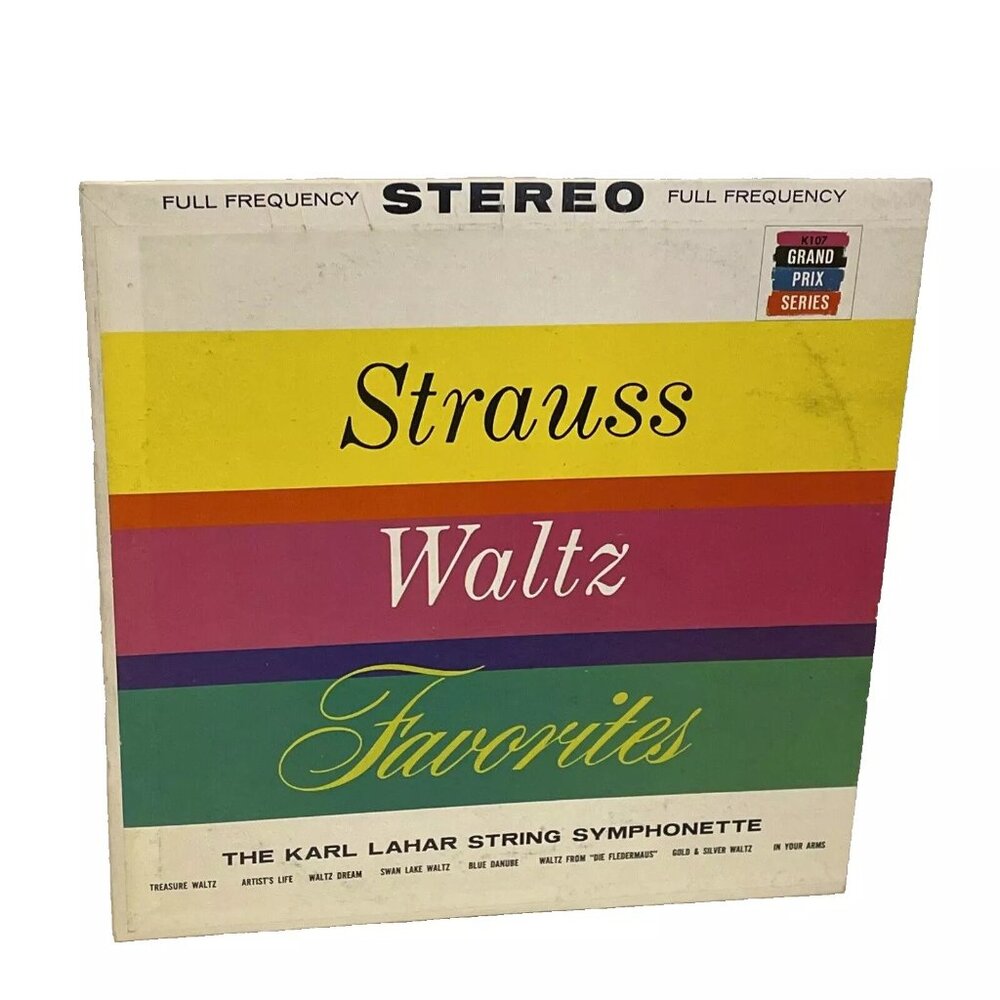 FULL FREQUENCY STEREO FULL FREQUENCY
K107
GRAND
PRIX
SERIES
Strauss
Waltz
Favorites
THE KARL LAHAR STRING SYMPHONETTE
TREASURE WALTZ ARTIST'S LIFE WALTZ DREAM SWAN LAKE WALTZ BLUE DANUBE WALTZ FROM "DIE FLEDERMAUS" GOLD & SILVER WALTZ IN YOUR ARMS